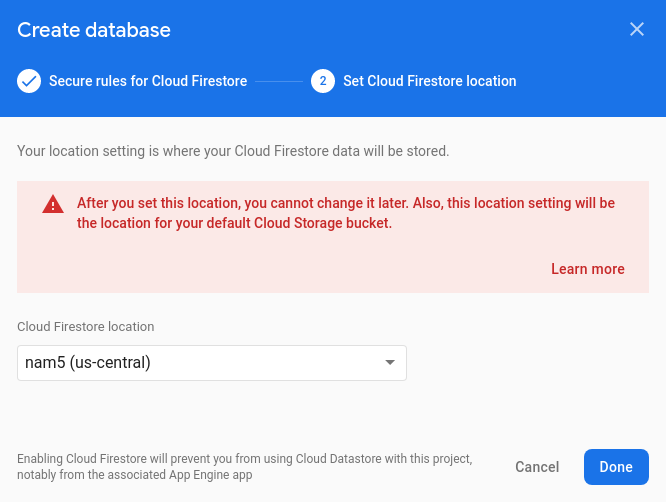 Create database
Secure rules for Cloud Firestore
2 Set Cloud Firestore location
Your location setting is where your Cloud Firestore data will be stored.
After you set this location, you cannot change it later. Also, this location setting will be
the location for your default Cloud Storage bucket.
Learn more
Cloud Firestore location
nam5 (us-central)
Enabling Cloud Firestore will prevent you from using Cloud Datastore with this project,
notably from the associated App Engine app
Cancel
Done